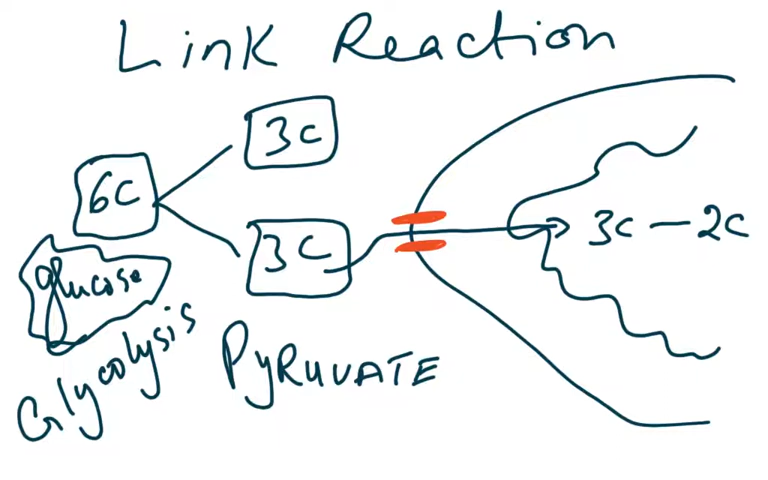 Link Reaction
3C
6C
3C
3C — 2C
glucose
Glycolysis
PYRUVATE